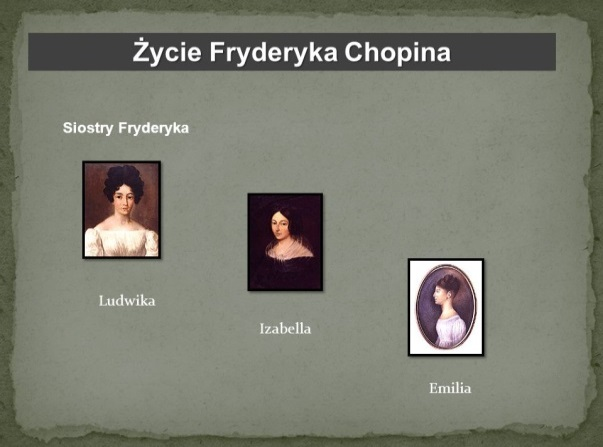 Życie Fryderyka Chopina
Siostry Fryderyka
Ludwika
Izabella
Emilia